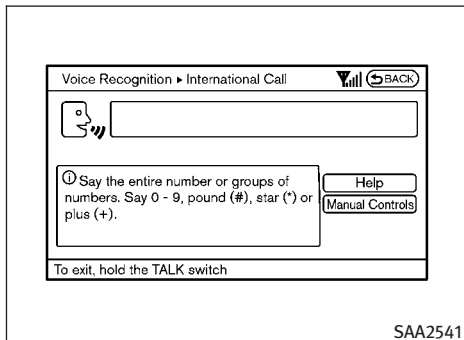 Voice Recognition ▸ International Call BACK
ⓘ Say the entire number or groups of
numbers. Say 0 - 9, pound (#), star (*) or
plus (+).
Help
Manual Controls
To exit, hold the TALK switch
SAA2541